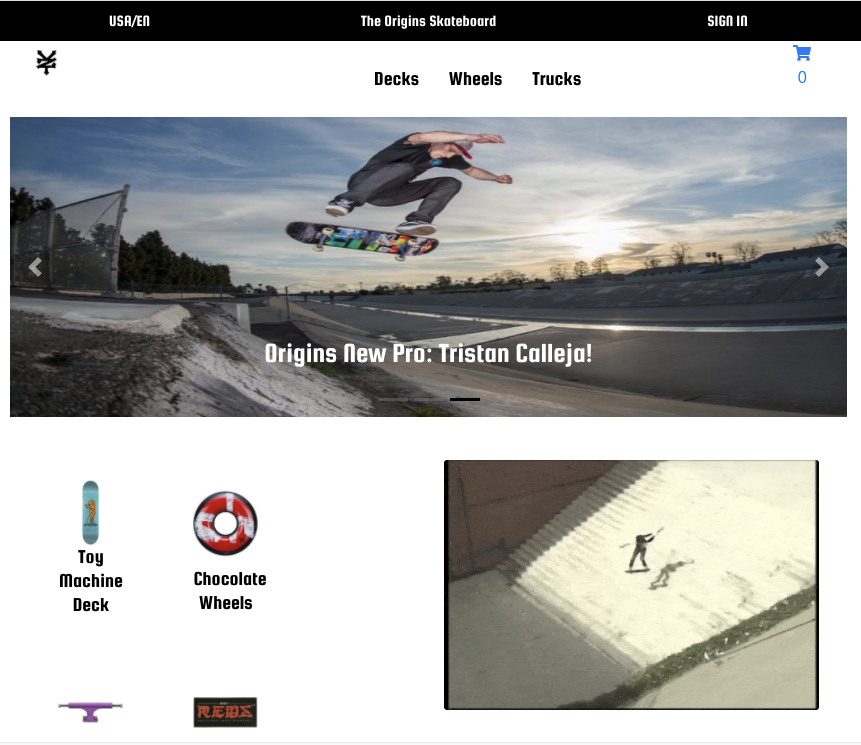 USA/EN
The Origins Skateboard
SIGN IN
0
Decks
Wheels
Trucks
Origins New Pro: Tristan Calleja!
Toy
Machine
Deck
Chocolate
Wheels
REDS